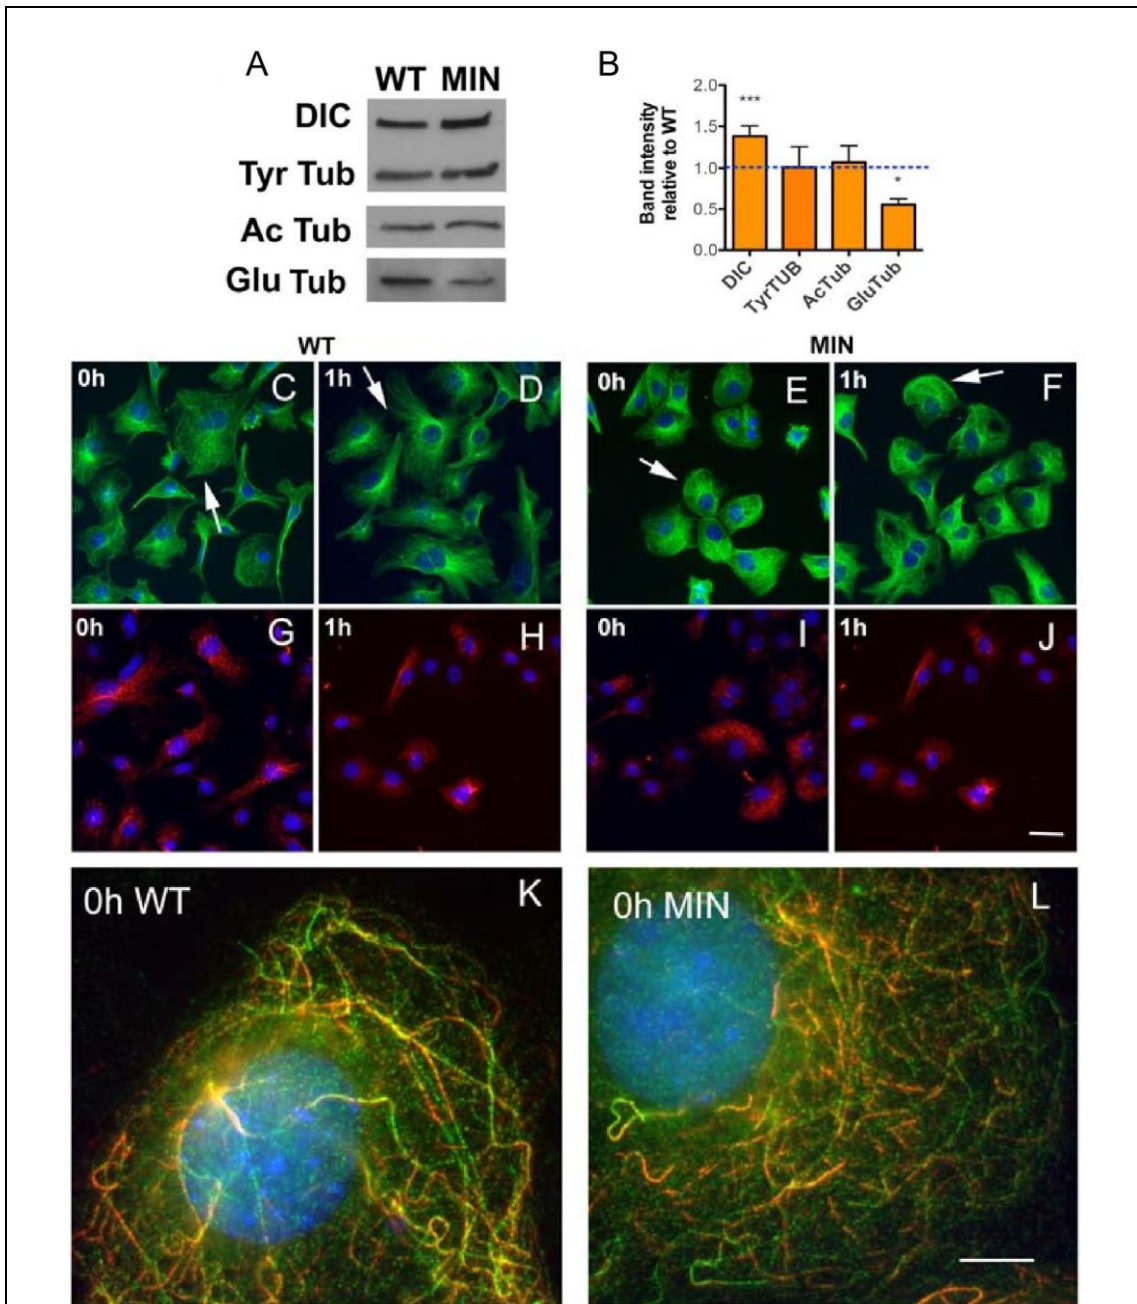 A
WT MIN
DIC
Tyr Tub
Ac Tub
Glu Tub
B
Band intensity
relative to WT
2.0
1.5
1.0
0.5
0.0
***
*
DIC
TyrTUB
AcTub
GluTub
WT
MIN
0h C
1h D
0h E
1h F
0h G
1h H
0h I
1h J
0h WT K
0h MIN L